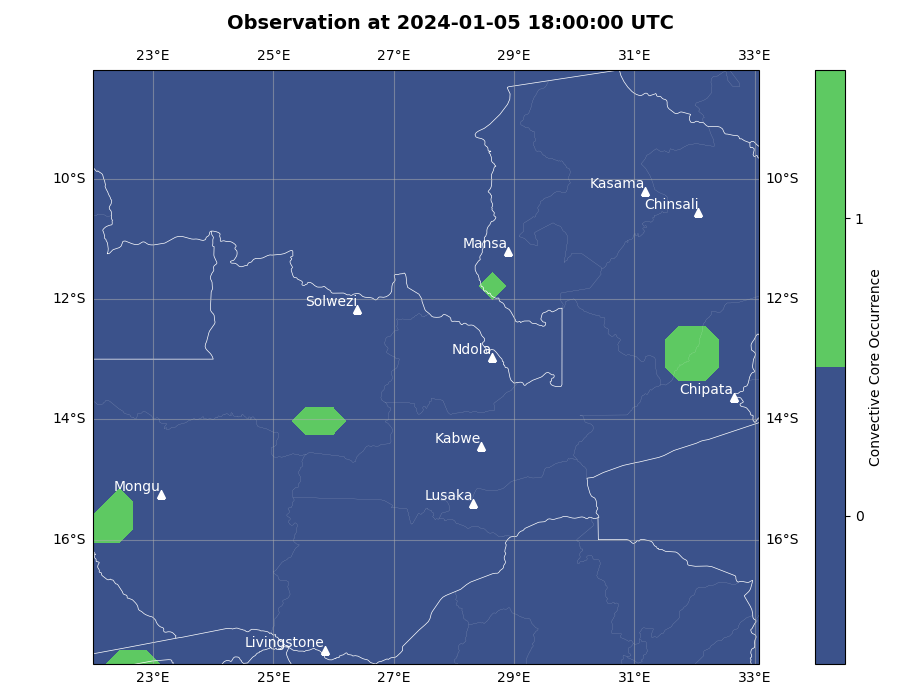 Observation at 2024-01-05 18:00:00 UTC
23°E 25°E 27°E 29°E 31°E 33°E
10°S 10°S
Kasama
Chinsali
1
Mansa
12°S 12°S
Solwezi
Ndola
Chipata
14°S 14°S
Kabwe
Convective Core Occurrence
Mongu
Lusaka
0
16°S 16°S
Livingstone
23°E 25°E 27°E 29°E 31°E 33°E